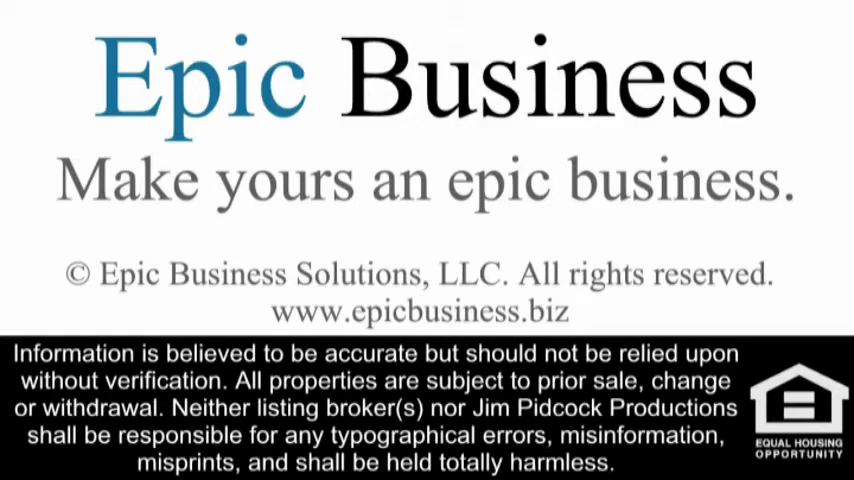 Epic Business
Make yours an epic business.
© Epic Business Solutions, LLC. All rights reserved.
www.epicbusiness.biz
Information is believed to be accurate but should not be relied upon
without verification. All properties are subject to prior sale, change
or withdrawal. Neither listing broker(s) nor Jim Pidcock Productions
shall be responsible for any typographical errors, misinformation,
misprints, and shall be held totally harmless.
EQUAL HOUSING
OPPORTUNITY